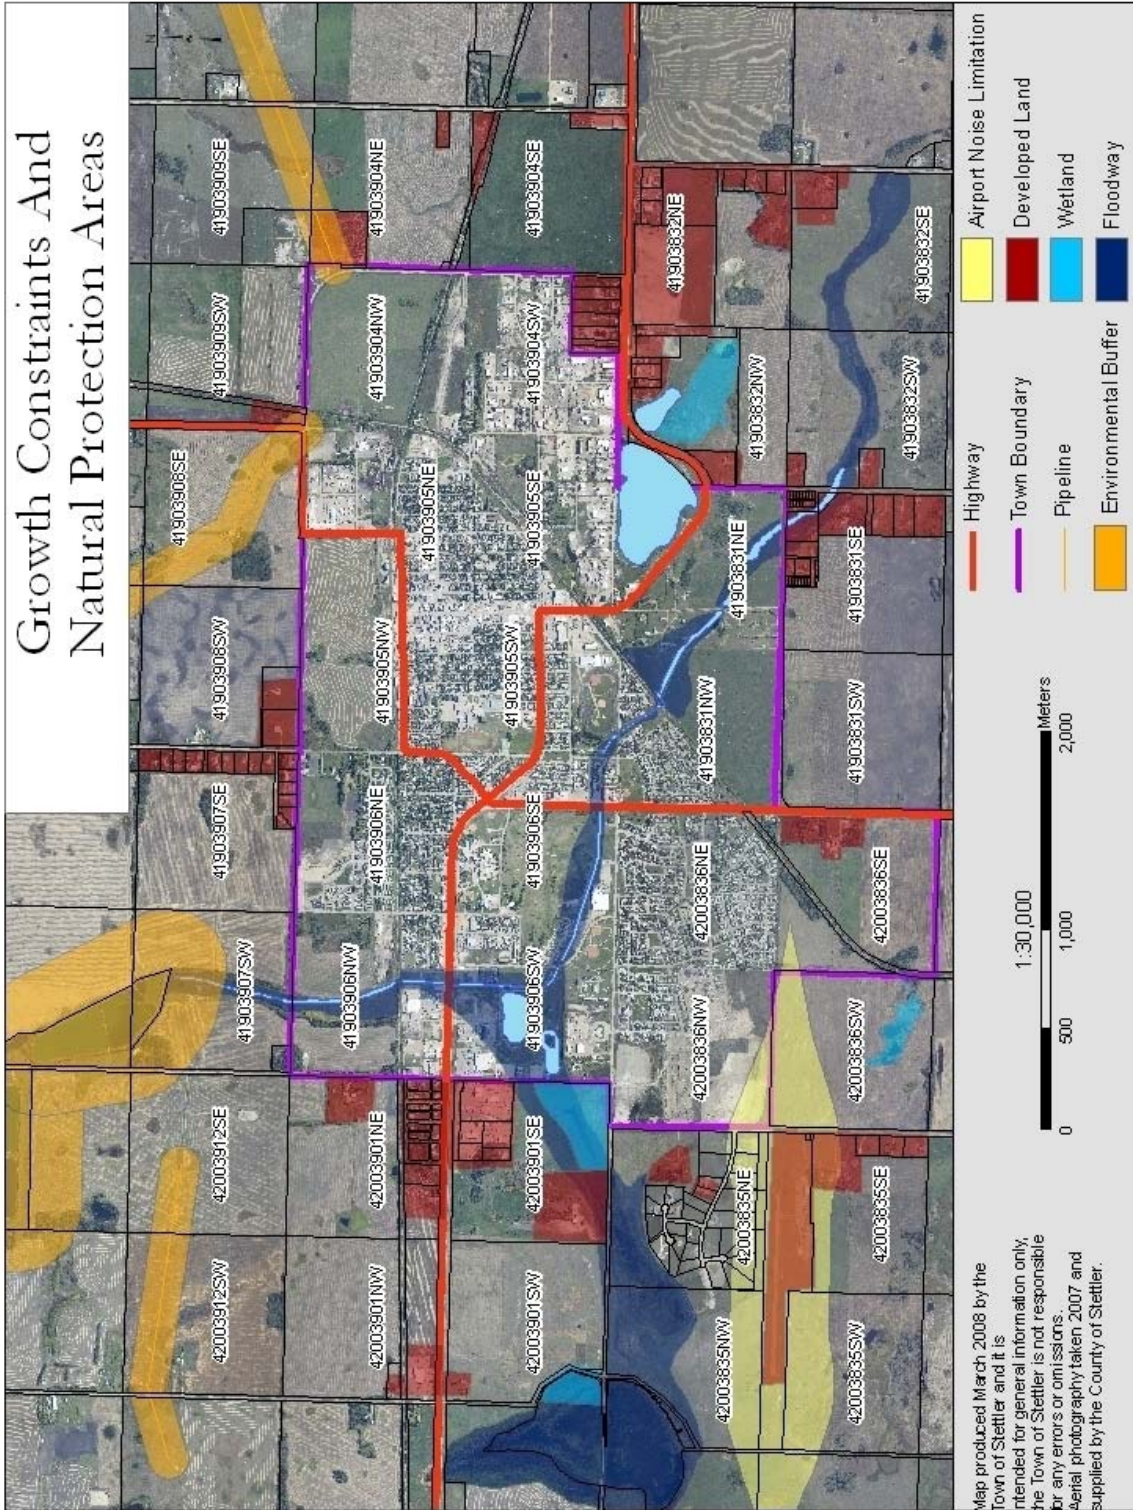 Growth Constraints And
Natural Protection Areas
N
41903909SE
41903909SW
41903908SE
41903908SW
41903907SE
41903907SW
42003912SE
42003912SW
41903904NE
41903904NW
41903905NE
41903905NW
41903906NE
41903906NW
42003901NE
42003901NW
41903904SE
41903904SW
41903905SE
41903905SW
41903906SE
41903906SW
42003901SE
42003901SW
3
41903832NE
41903832NW
41903831NE
41903831NW
42003836NE
42003836NW
42003835NE
42003835NW
41903832SE
41903832SW
41903831SE
41903831SW
42003836SE
42003836SW
42003835SE
42003835SW
Map produced March 2008 by the
Town of Stettler and it is
ntended for general information only,
he Town of Stettler is not responsible
or any errors or omissions.
Aerial photography taken 2007 and
supplied by the County of Stettler.
1:30,000
0 500 1,000 2,000
Meters
Highway
Town Boundary
Pipeline
Environmental Buffer
Airport Noise Limitation
Developed Land
Wetland
Floodway